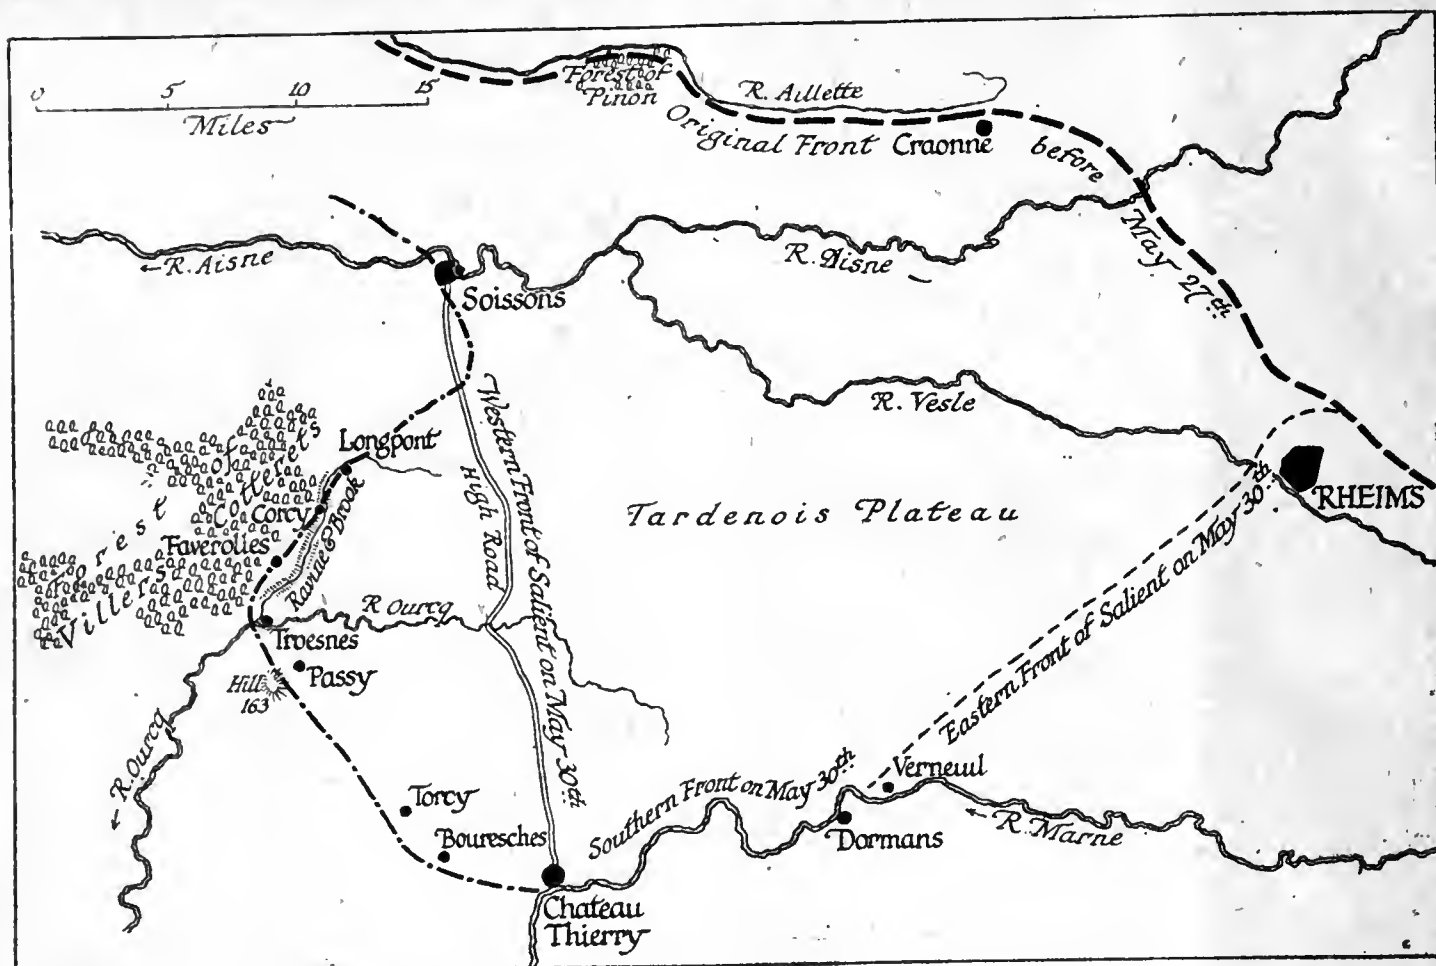 Forest of
Pinon
0 5 10 15
Miles
R. Aillette
Original Front before May 27th
Craonne
R. Aisne
Soissons
R. Aisne
R. Vesle
RHEIMS
Longpont
Forest of
Villers Cotterets
Corcy
Faverolles
Ravine & Brook
High Road
Western Front of Salient on May 30th
Tardenois Plateau
Eastern Front of Salient on May 30th
R Ourcq
Troesnes
Passy
Hill
163
R. Ourcq
Torcy
Bouresches
Southern Front on May 30th
Verneuil
Dormans
R. Marne
Chateau
Thierry